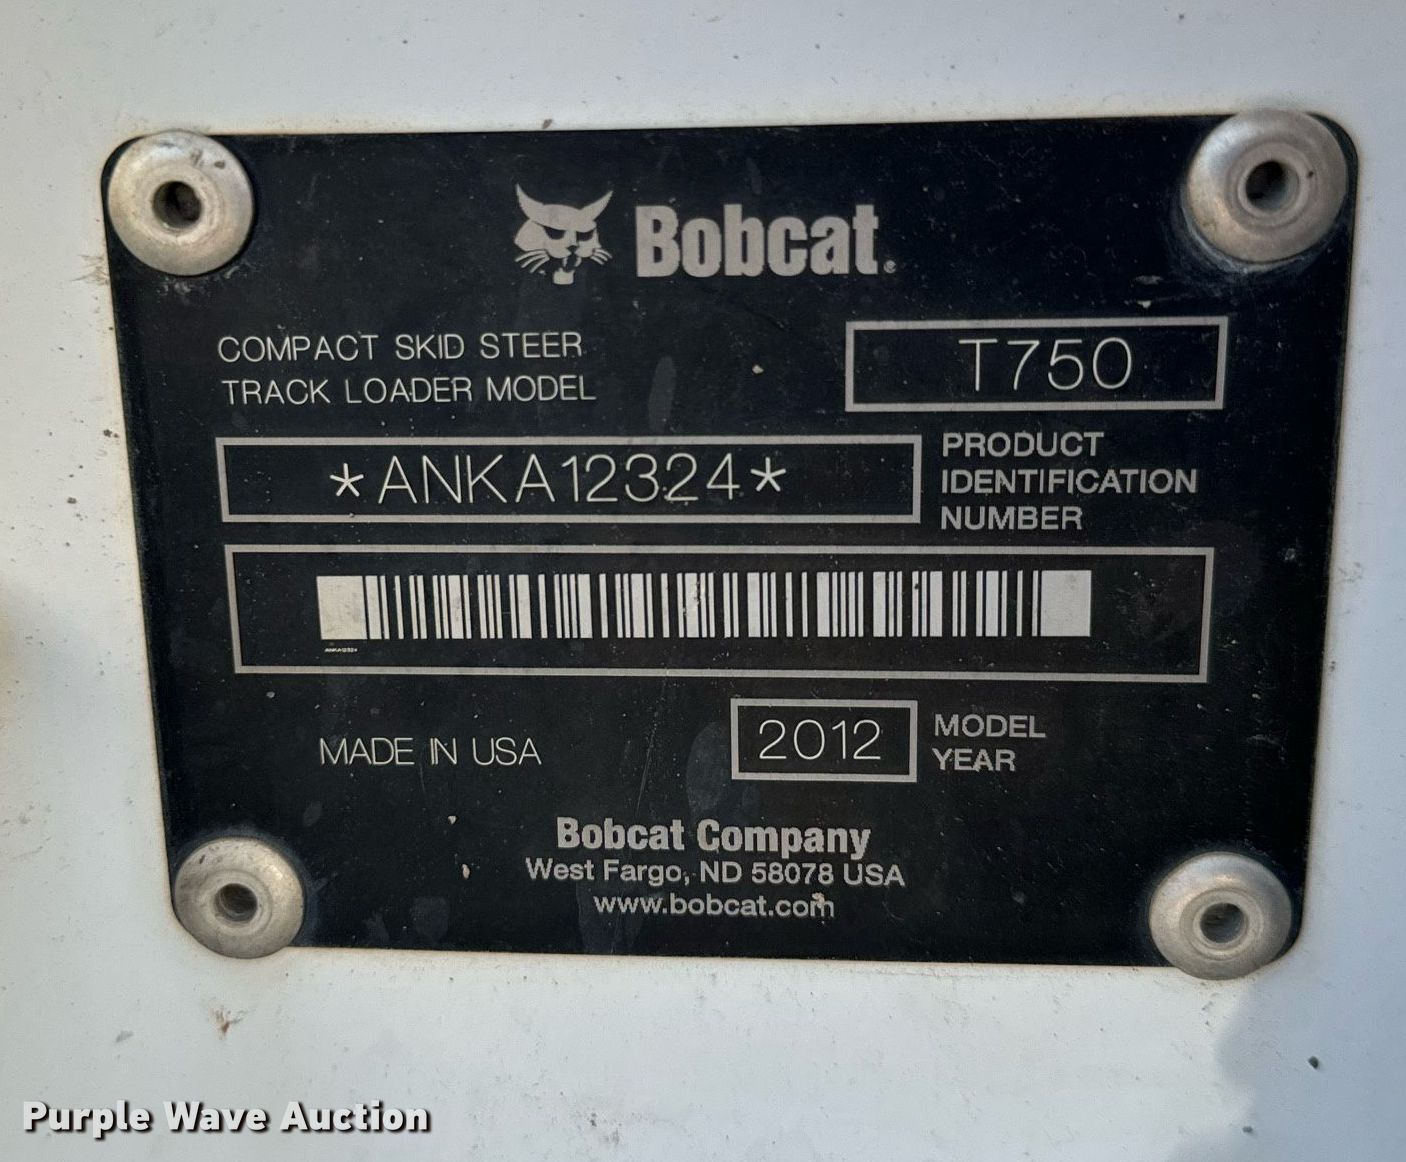 Bobcat®
COMPACT SKID STEER
TRACK LOADER MODEL
T750
*ANKA12324*
PRODUCT
IDENTIFICATION
NUMBER
ANKA12324
MADE IN USA
2012
MODEL
YEAR
Bobcat Company
West Fargo, ND 58078 USA
www.bobcat.com
Purple Wave Auction